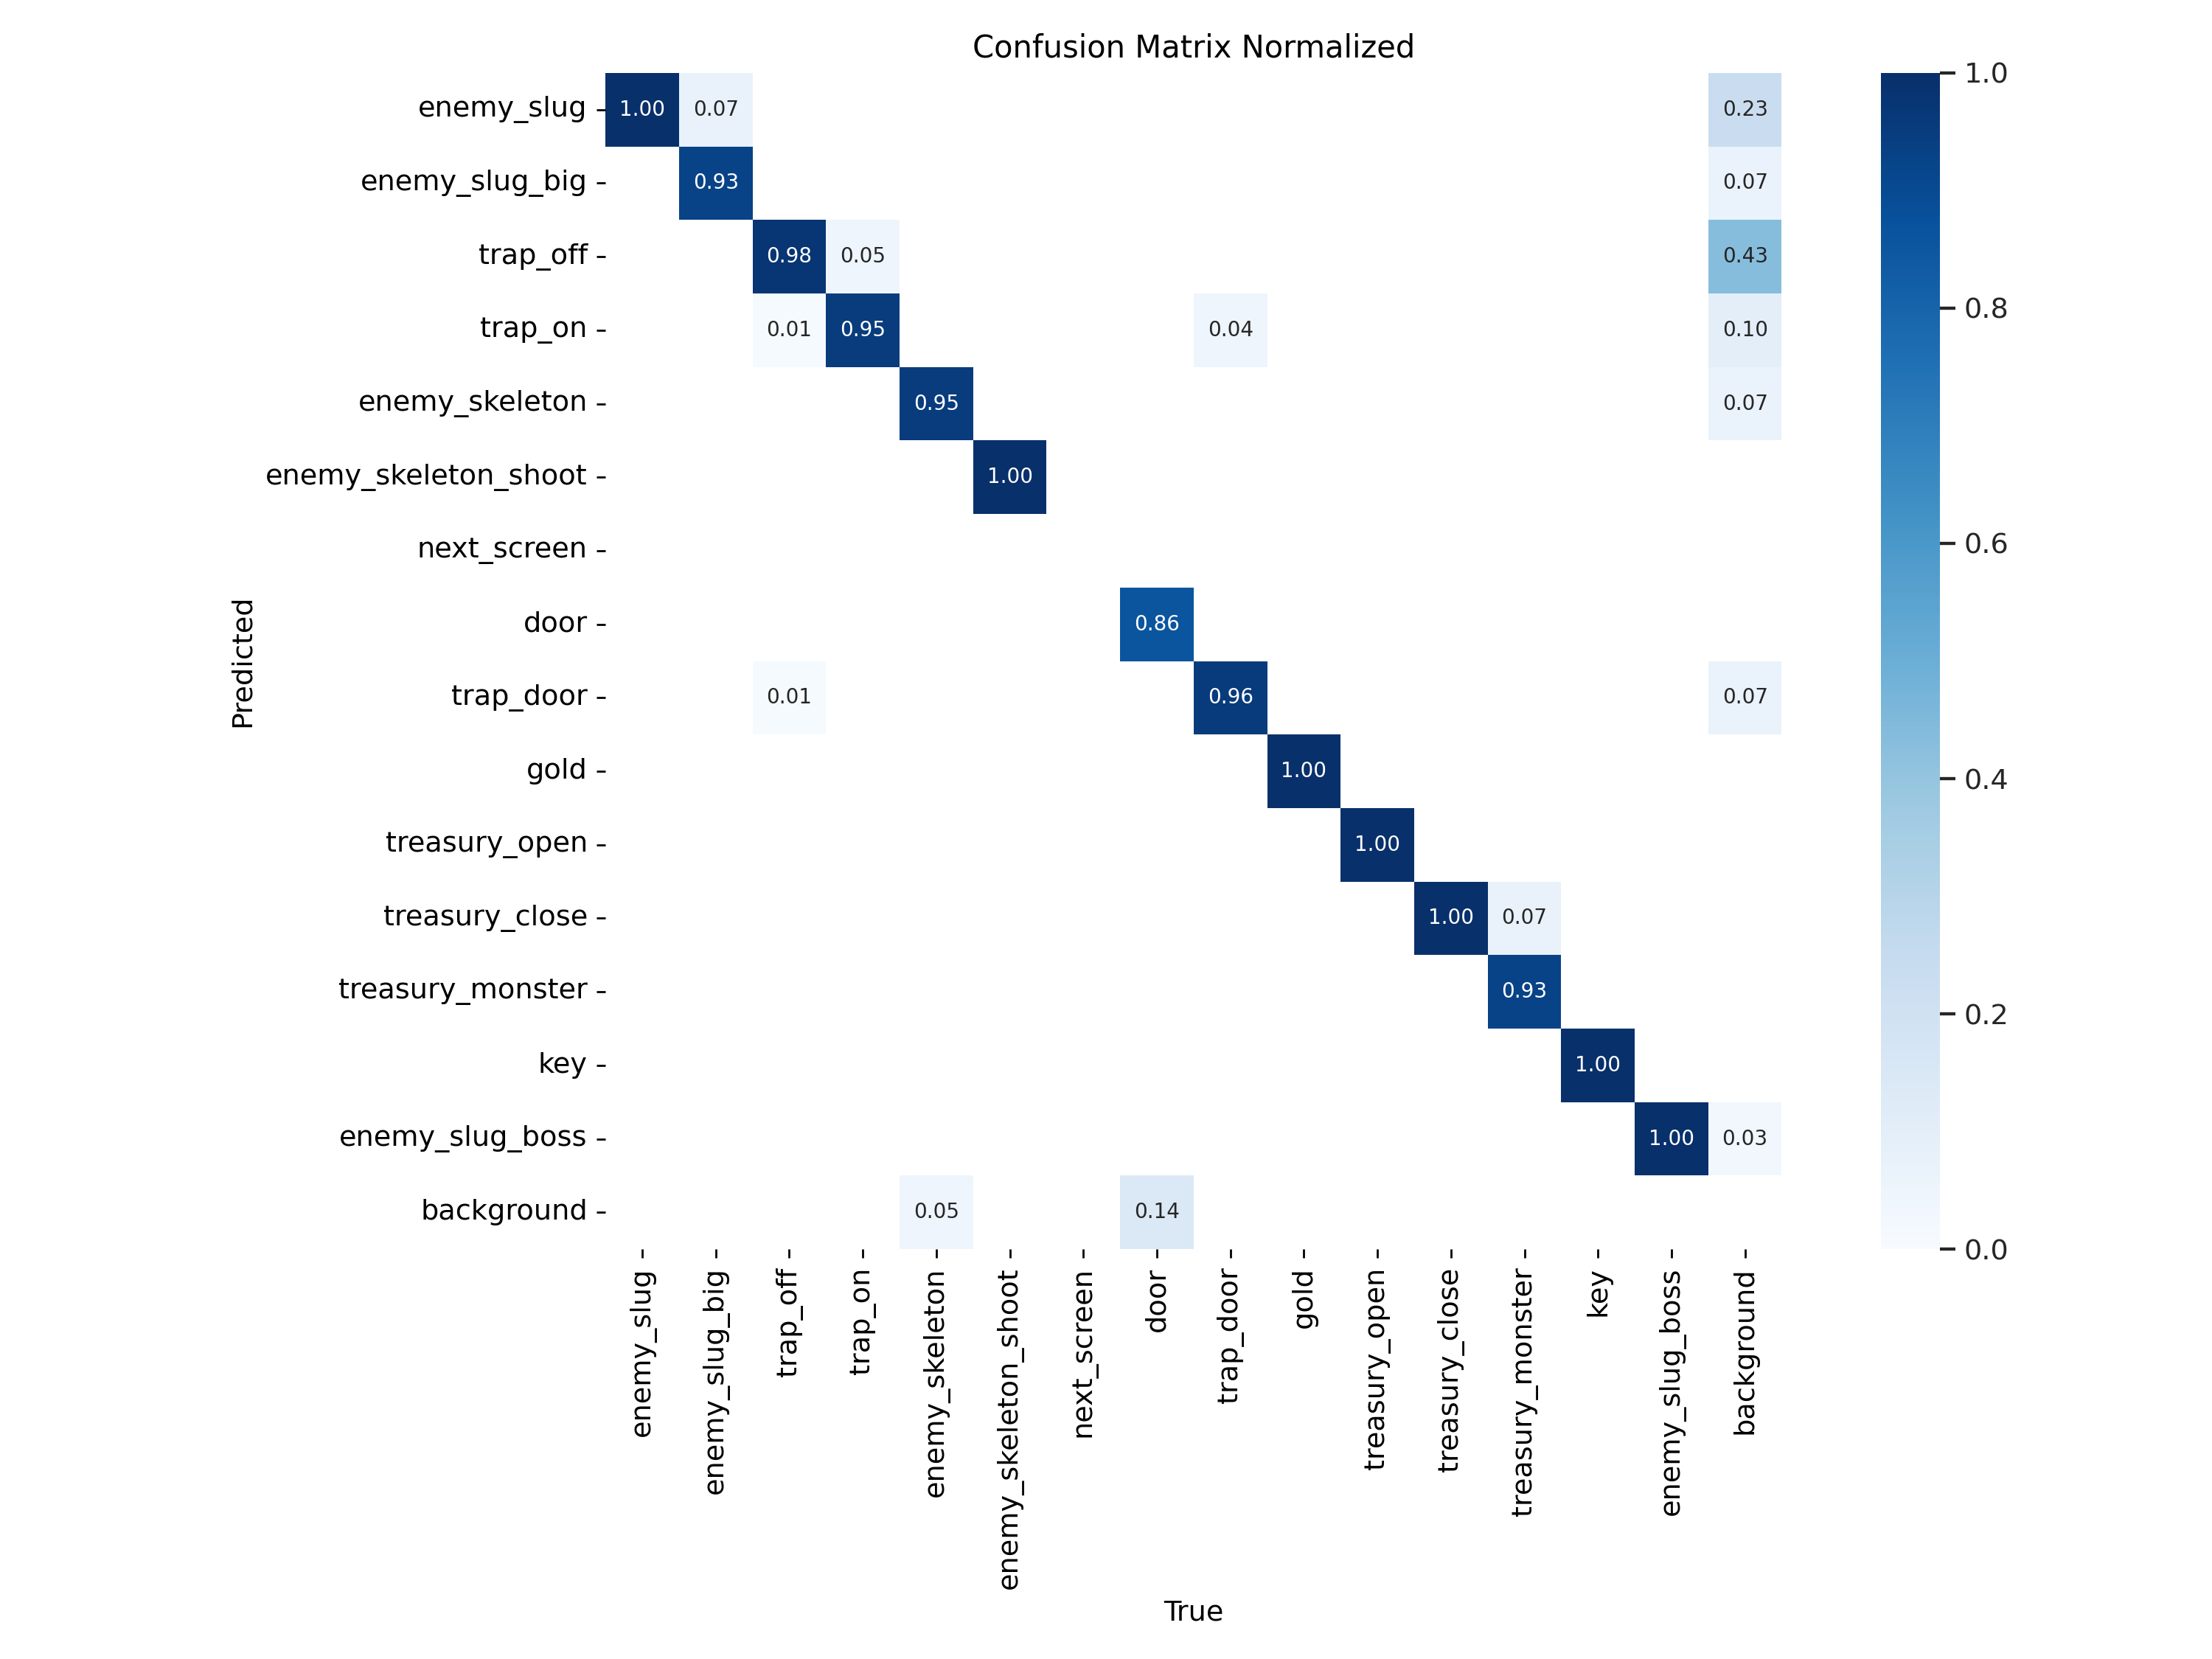 Confusion Matrix Normalized
enemy_slug 1.00 0.07 0.23
enemy_slug_big 0.93 0.07
trap_off 0.98 0.05 0.43
trap_on 0.01 0.95 0.04 0.10
enemy_skeleton 0.95 0.07
enemy_skeleton_shoot 1.00
next_screen
door 0.86
trap_door 0.01 0.96 0.07
gold 1.00
treasury_open 1.00
treasury_close 1.00 0.07
treasury_monster 0.93
key 1.00
enemy_slug_boss 1.00 0.03
background 0.05 0.14
Predicted
enemy_slug
enemy_slug_big
trap_off
trap_on
enemy_skeleton
enemy_skeleton_shoot
next_screen
door
trap_door
gold
treasury_open
treasury_close
treasury_monster
key
enemy_slug_boss
background
True
1.0
0.8
0.6
0.4
0.2
0.0